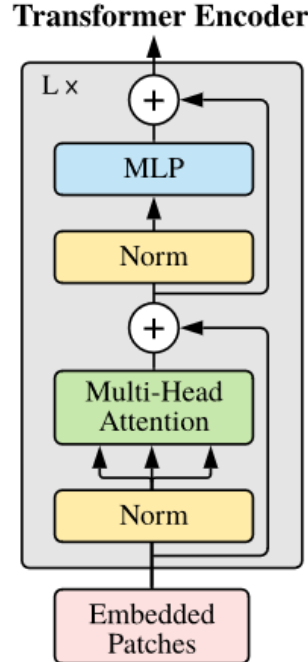 Transformer Encoder
L ×
+
MLP
Norm
+
Multi-Head
Attention
Norm
Embedded
Patches